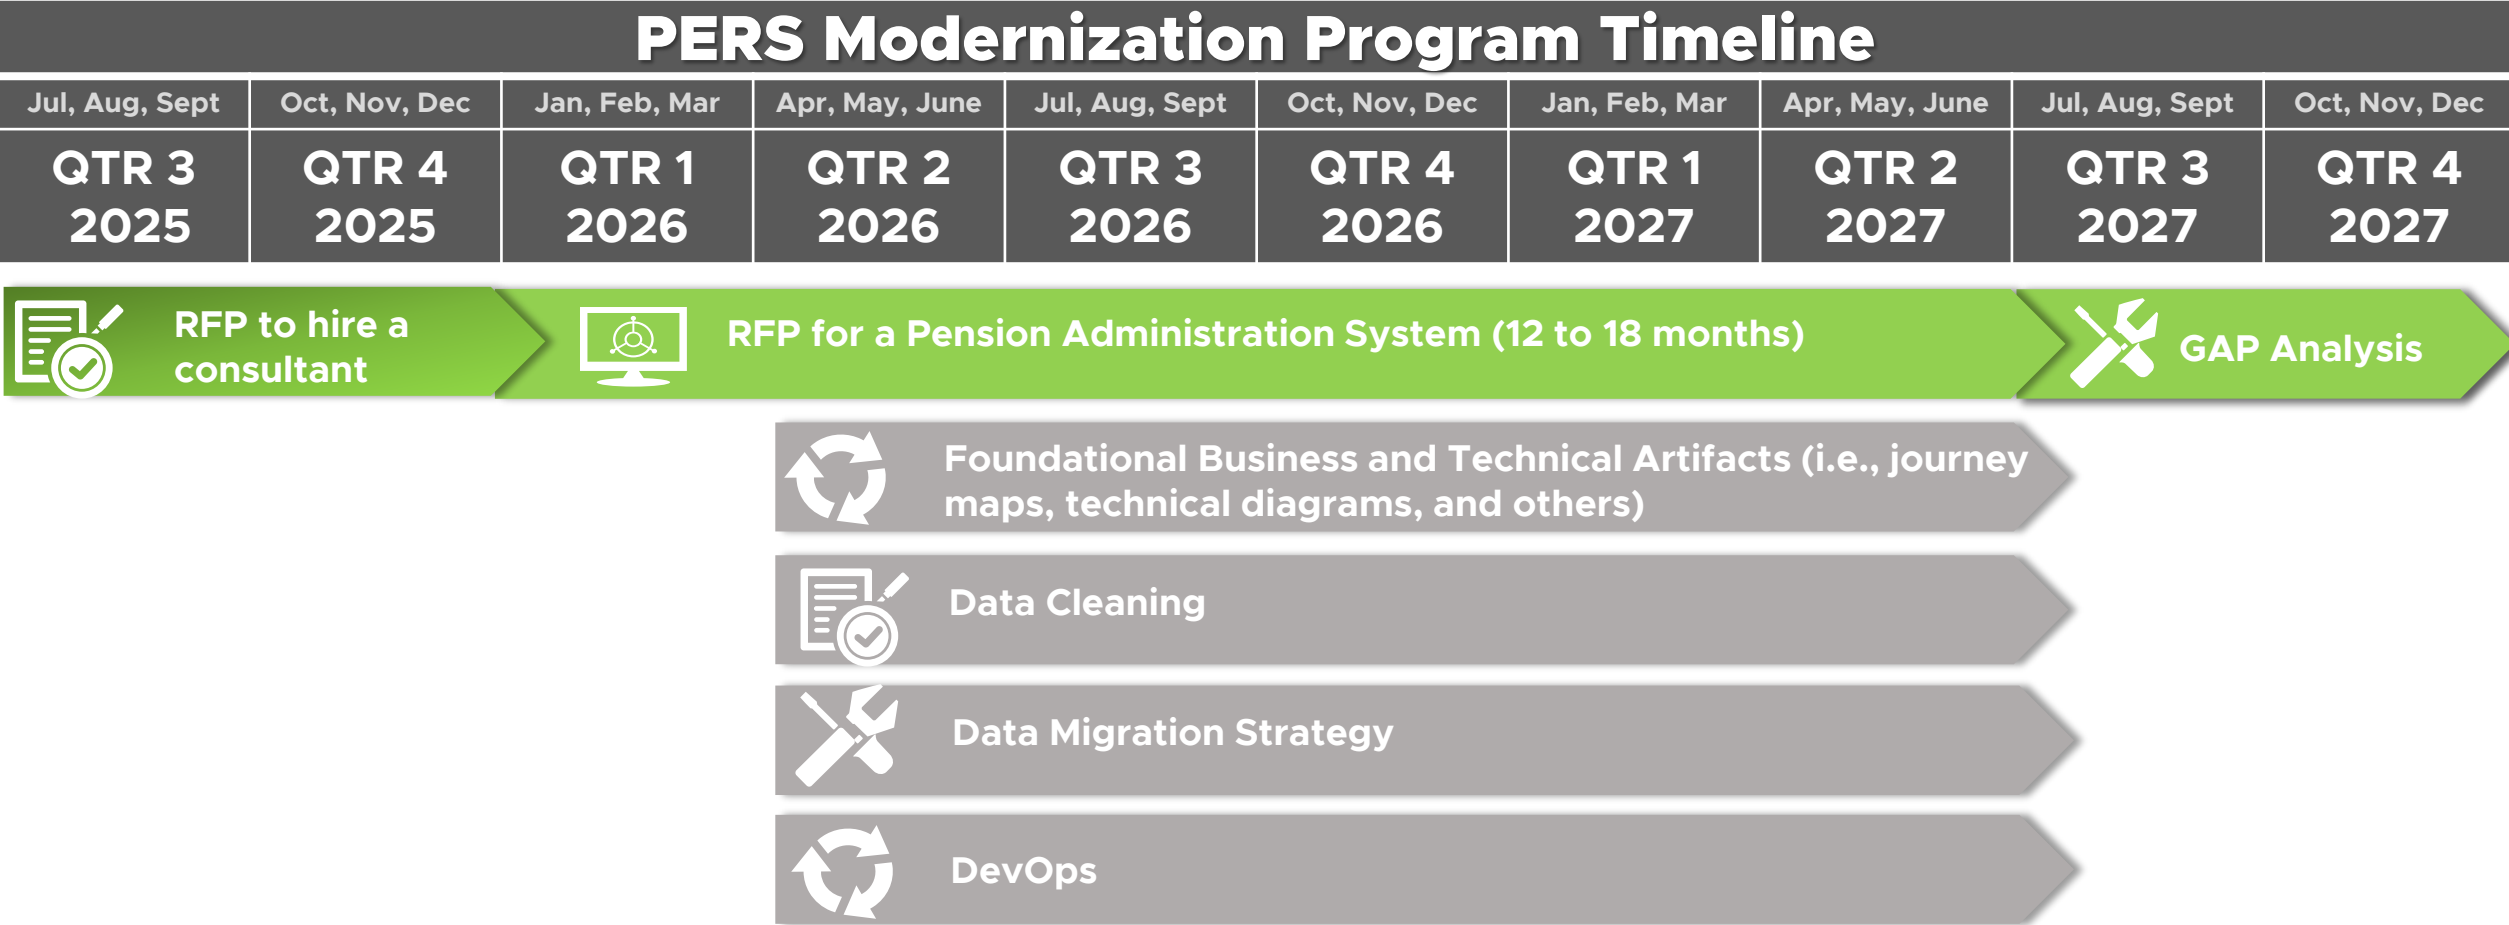 PERS Modernization Program Timeline
Jul, Aug, Sept
Oct, Nov, Dec
Jan, Feb, Mar
Apr, May, June
Jul, Aug, Sept
Oct, Nov, Dec
Jan, Feb, Mar
Apr, May, June
Jul, Aug, Sept
Oct, Nov, Dec
QTR 3
2025
QTR 4
2025
QTR 1
2026
QTR 2
2026
QTR 3
2026
QTR 4
2026
QTR 1
2027
QTR 2
2027
QTR 3
2027
QTR 4
2027
RFP to hire a
consultant
RFP for a Pension Administration System (12 to 18 months)
GAP Analysis
Foundational Business and Technical Artifacts (i.e., journey
maps, technical diagrams, and others)
Data Cleaning
Data Migration Strategy
DevOps